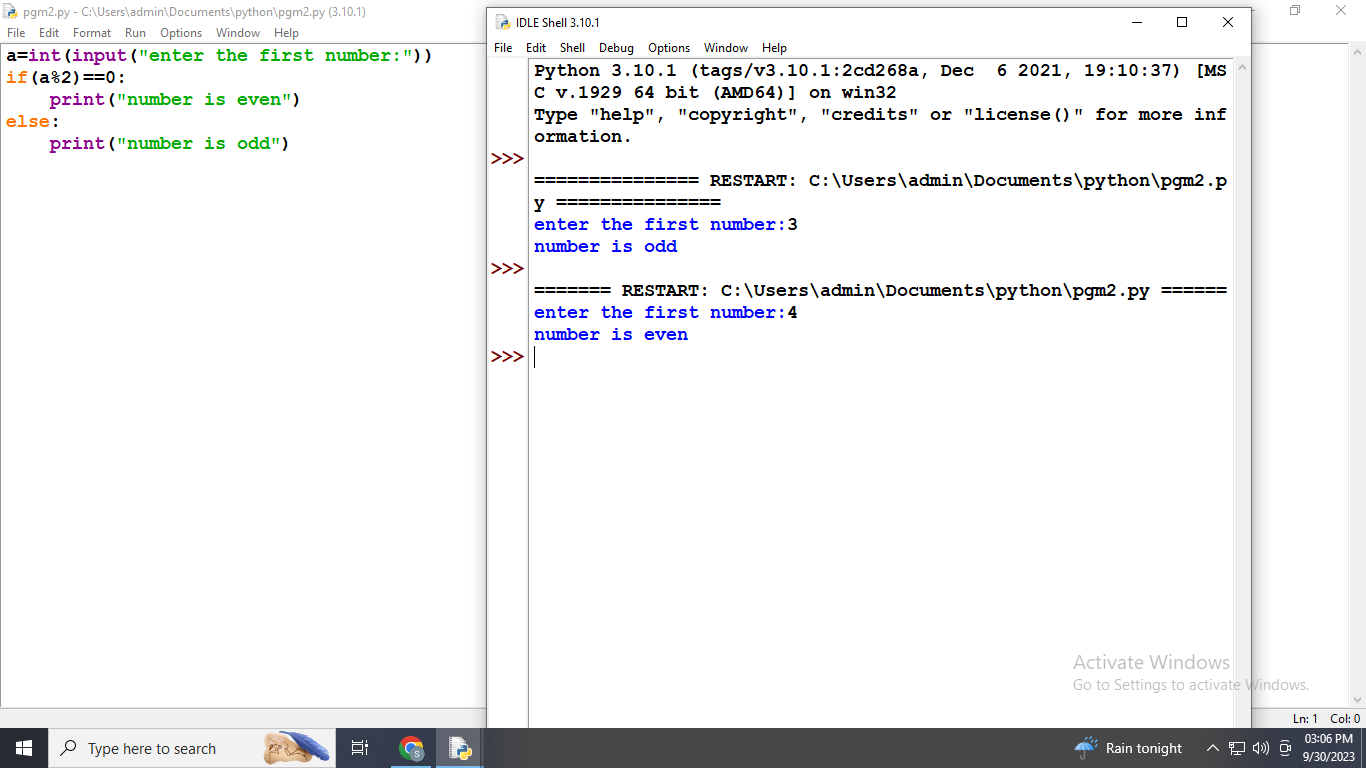 pgm2.py - C:\Users\admin\Documents\python\pgm2.py (3.10.1)
File Edit Format Run Options Window Help
a=int(input("enter the first number:"))
if(a%2)==0:
    print("number is even")
else:
    print("number is odd")
IDLE Shell 3.10.1
File Edit Shell Debug Options Window Help
Python 3.10.1 (tags/v3.10.1:2cd268a, Dec  6 2021, 19:10:37) [MS
C v.1929 64 bit (AMD64)] on win32
Type "help", "copyright", "credits" or "license()" for more inf
ormation.
>>>
=============== RESTART: C:\Users\admin\Documents\python\pgm2.p
y ===============
enter the first number:3
number is odd
>>>
======= RESTART: C:\Users\admin\Documents\python\pgm2.py ======
enter the first number:4
number is even
>>>
Activate Windows
Go to Settings to activate Windows.
Ln: 1 Col: 0
Type here to search
S
Rain tonight
03:06 PM
9/30/2023